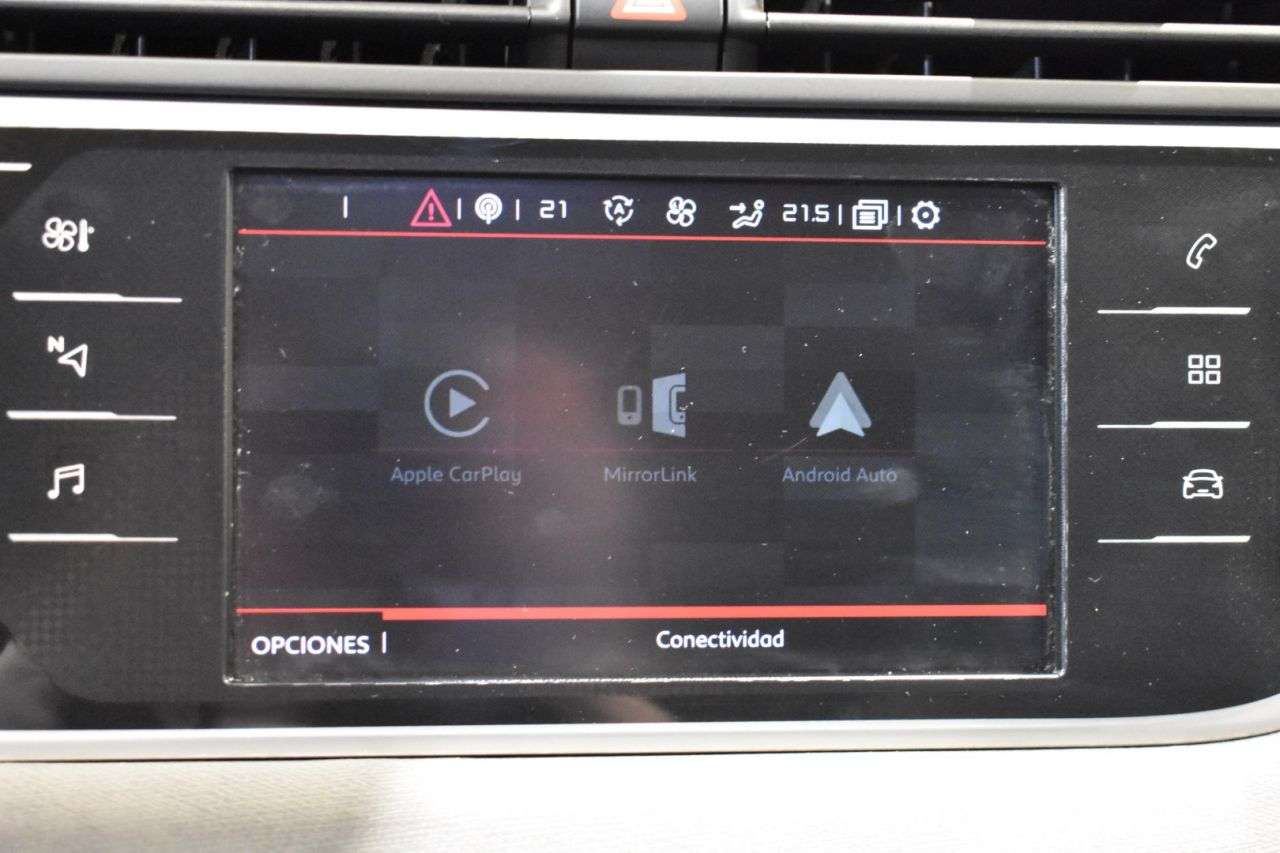 21 21.5
N
Apple CarPlay MirrorLink Android Auto
OPCIONES Conectividad